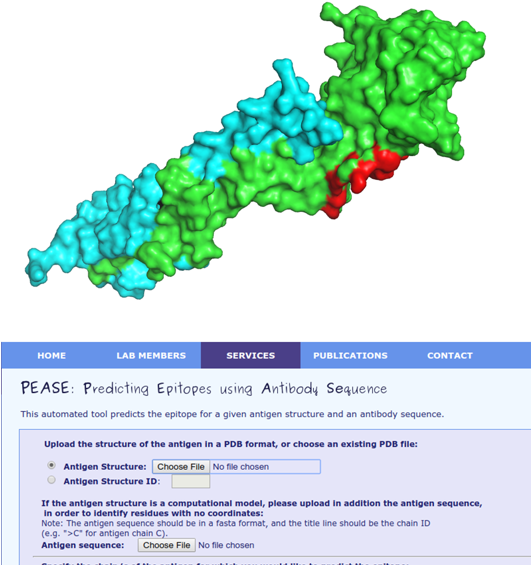 HOME LAB MEMBERS SERVICES PUBLICATIONS CONTACT
PEASE: Predicting Epitopes using Antibody Sequence
This automated tool predicts the epitope for a given antigen structure and an antibody sequence.
Upload the structure of the antigen in a PDB format, or choose an existing PDB file:
Antigen Structure: Choose File No file chosen
Antigen Structure ID:
If the antigen structure is a computational model, please upload in addition the antigen sequence,
in order to identify residues with no coordinates:
Note: The antigen sequence should be in a fasta format, and the title line should be the chain ID
(e.g. ">C" for antigen chain C).
Antigen sequence: Choose File No file chosen